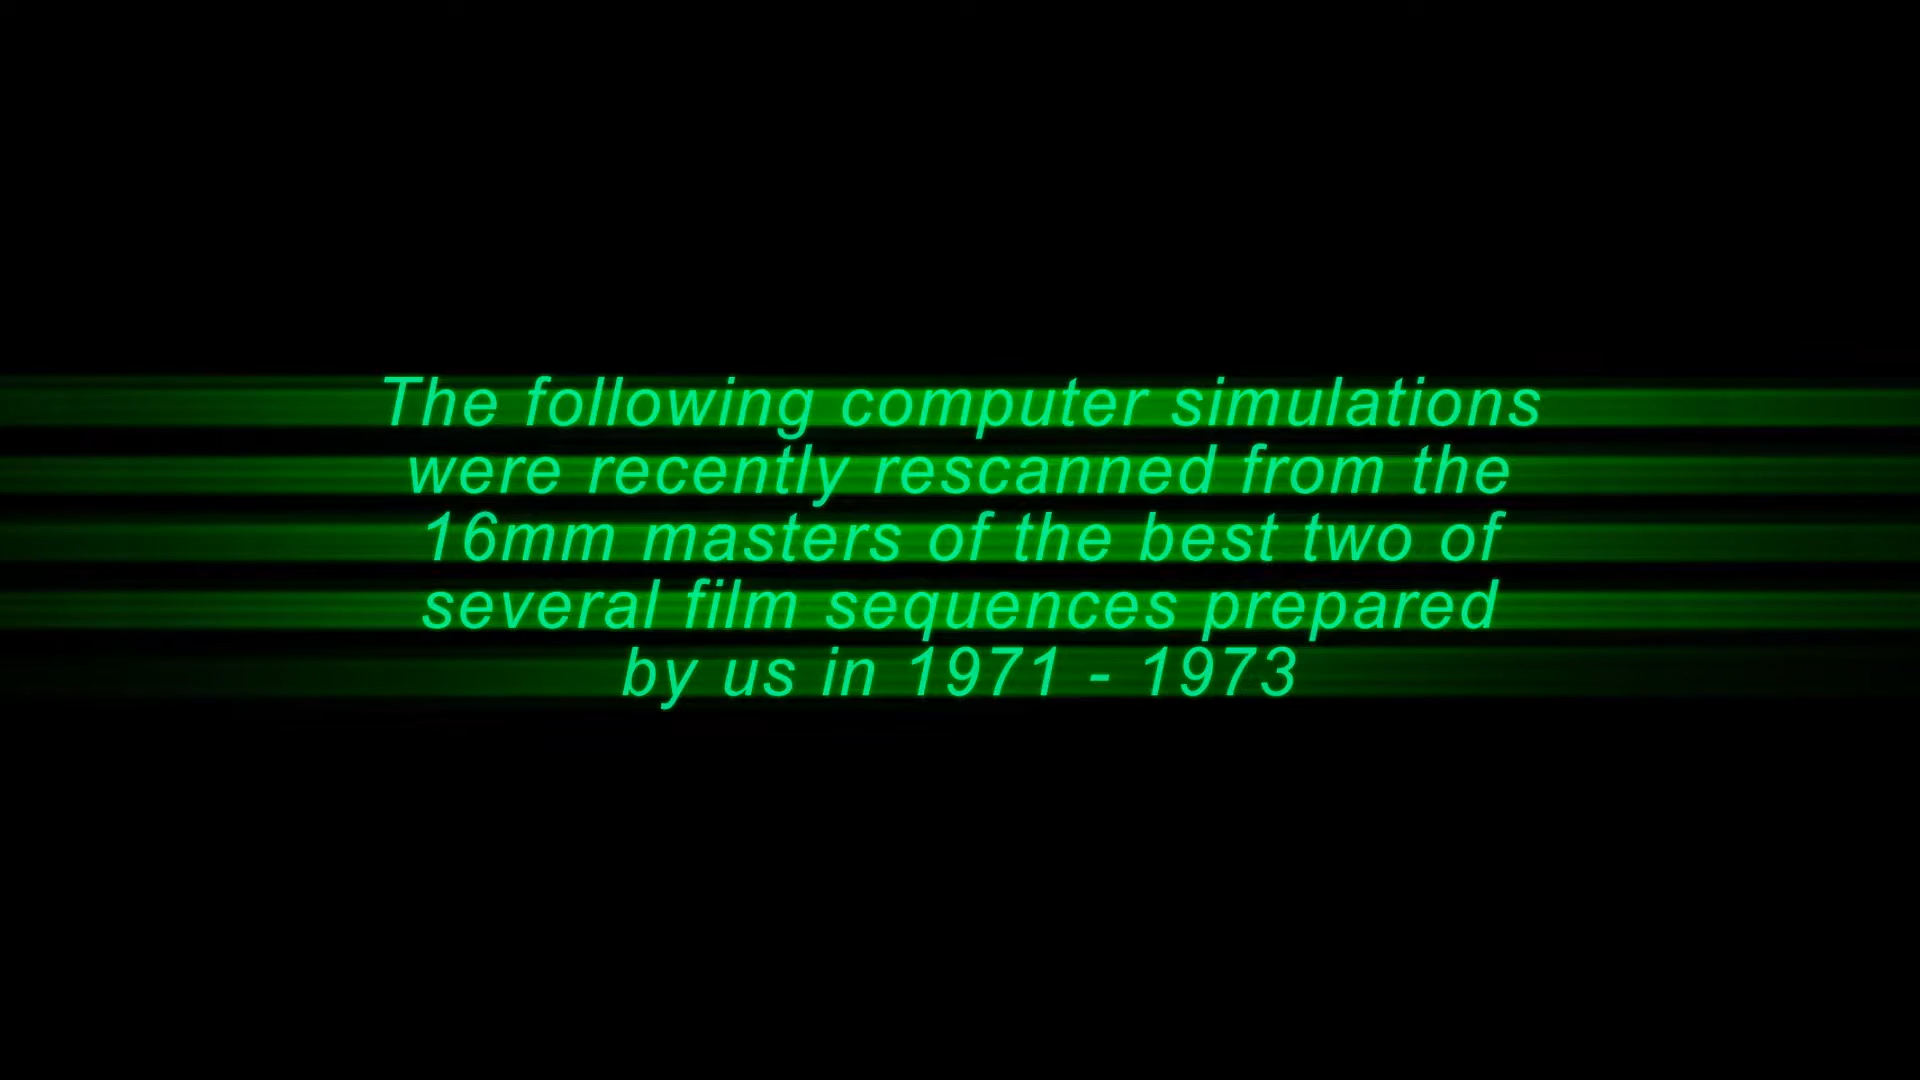 The following computer simulations
were recently rescanned from the
16mm masters of the best two of
several film sequences prepared
by us in 1971 - 1973